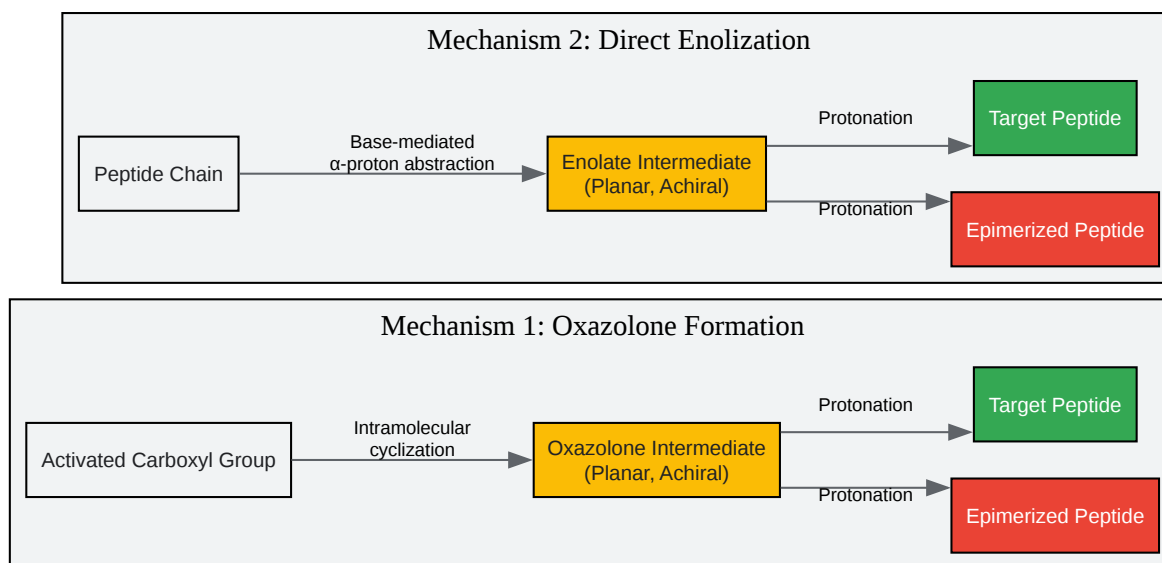 Mechanism 2: Direct Enolization
Peptide Chain
Base-mediated
α-proton abstraction
Enolate Intermediate
(Planar, Achiral)
Protonation
Target Peptide
Protonation
Epimerized Peptide
Mechanism 1: Oxazolone Formation
Activated Carboxyl Group
Intramolecular
cyclization
Oxazolone Intermediate
(Planar, Achiral)
Protonation
Target Peptide
Protonation
Epimerized Peptide